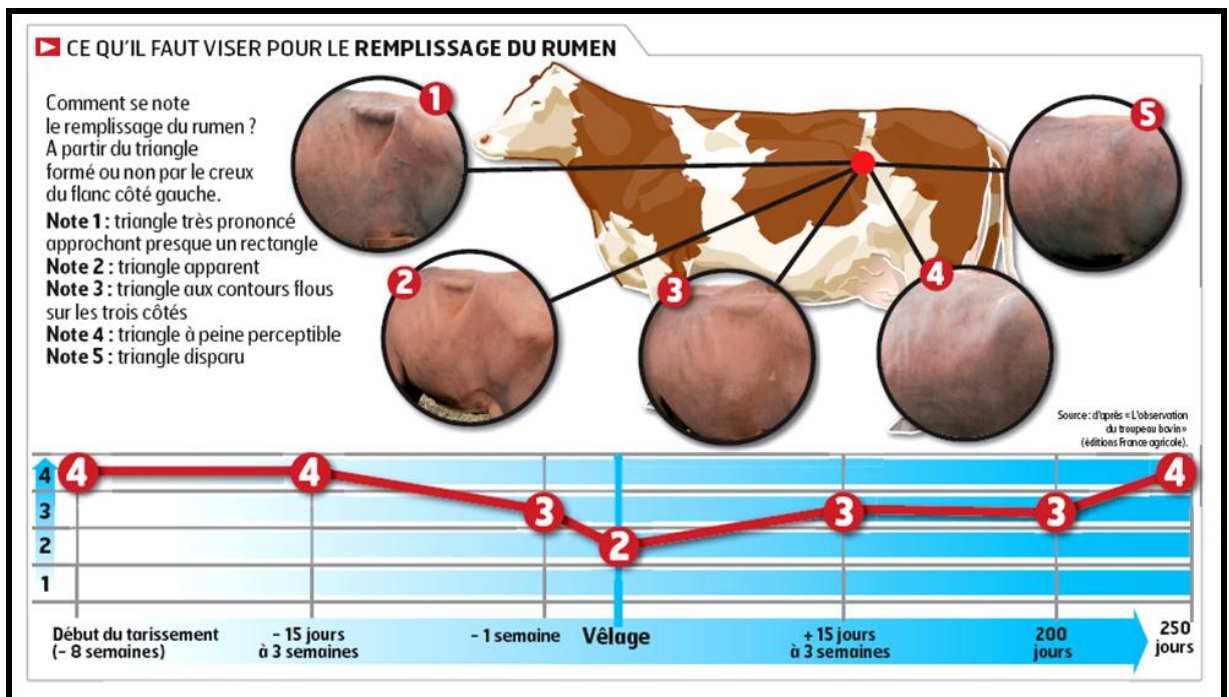 CE QU'IL FAUT VISER POUR LE REMPLISSAGE DU RUMEN
Comment se note
le remplissage du rumen ?
A partir du triangle
formé ou non par le creux
du flanc côté gauche.
Note 1 : triangle très prononcé
approchant presque un rectangle
Note 2 : triangle apparent
Note 3 : triangle aux contours flous
sur les trois côtés
Note 4 : triangle à peine perceptible
Note 5 : triangle disparu
1
2
3
4
5
Source : d'après « L'observation
du troupeau bovin »
(éditions France agricole).
4
3
2
1
4
4
3
2
3
3
4
Début du tarissement
(- 8 semaines)
- 15 jours
à 3 semaines
- 1 semaine
Vêlage
+ 15 jours
à 3 semaines
200
jours
250
jours